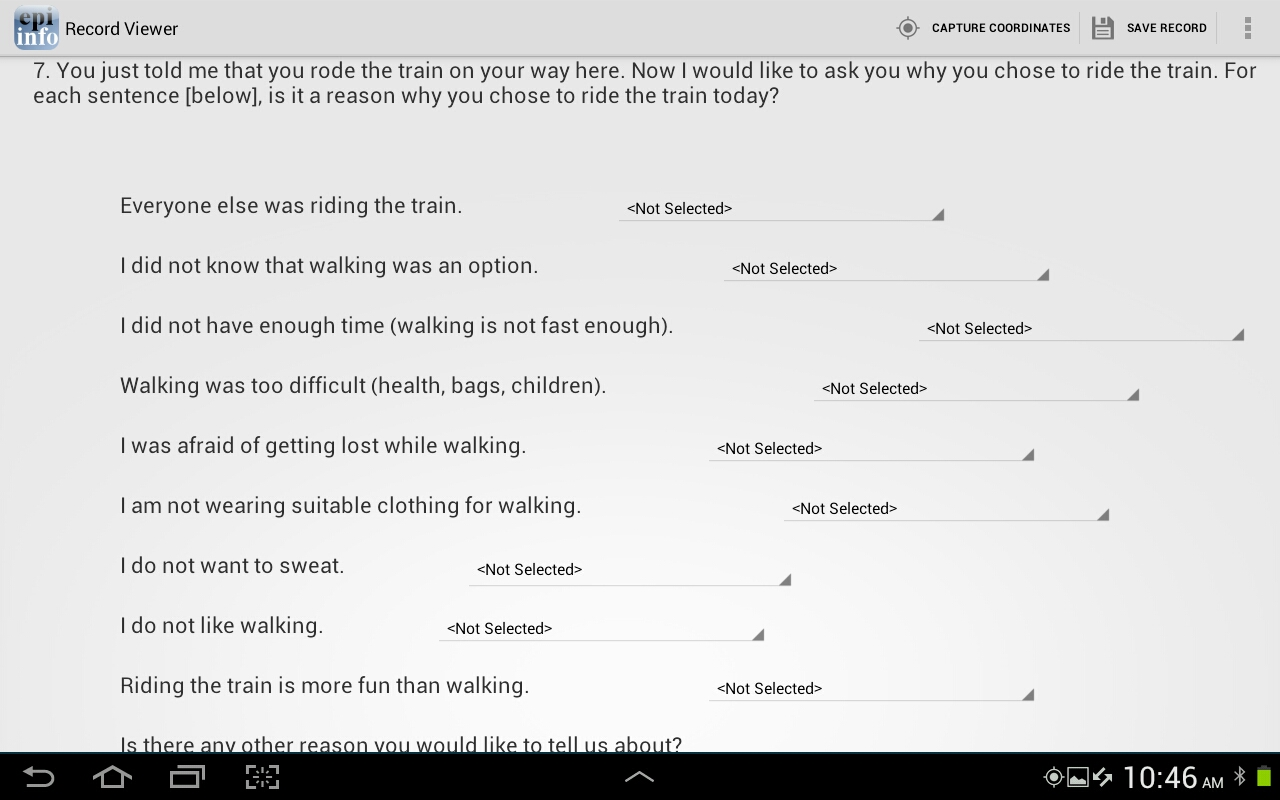 epi info Record Viewer CAPTURE COORDINATES SAVE RECORD
7. You just told me that you rode the train on your way here. Now I would like to ask you why you chose to ride the train. For
each sentence [below], is it a reason why you chose to ride the train today?
Everyone else was riding the train. <Not Selected>
I did not know that walking was an option. <Not Selected>
I did not have enough time (walking is not fast enough). <Not Selected>
Walking was too difficult (health, bags, children). <Not Selected>
I was afraid of getting lost while walking. <Not Selected>
I am not wearing suitable clothing for walking. <Not Selected>
I do not want to sweat. <Not Selected>
I do not like walking. <Not Selected>
Riding the train is more fun than walking. <Not Selected>
Is there any other reason you would like to tell us about?
10:46 AM